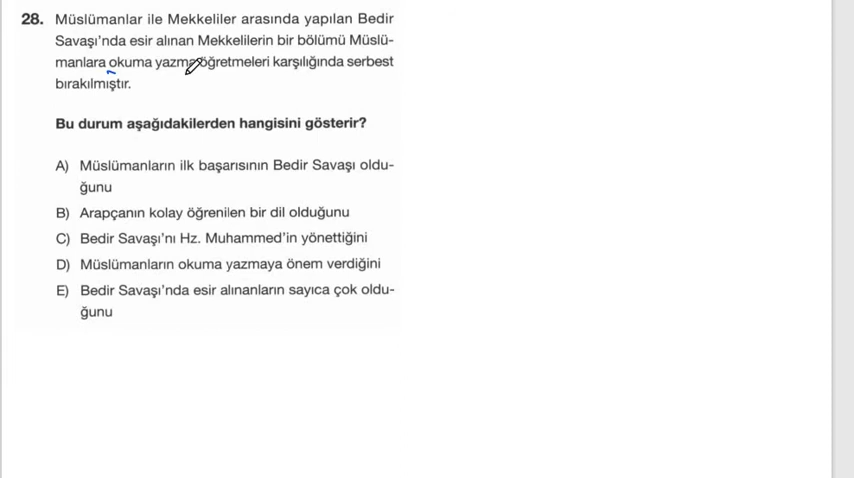 28. Müslümanlar ile Mekkeliler arasında yapılan Bedir
Savaşı'nda esir alınan Mekkelilerin bir bölümü Müslü-
manlara okuma yazma öğretmeleri karşılığında serbest
bırakılmıştır.
Bu durum aşağıdakilerden hangisini gösterir?
A) Müslümanların ilk başarısının Bedir Savaşı oldu-
ğunu
B) Arapçanın kolay öğrenilen bir dil olduğunu
C) Bedir Savaşı'nı Hz. Muhammed'in yönettiğini
D) Müslümanların okuma yazmaya önem verdiğini
E) Bedir Savaşı'nda esir alınanların sayıca çok oldu-
ğunu